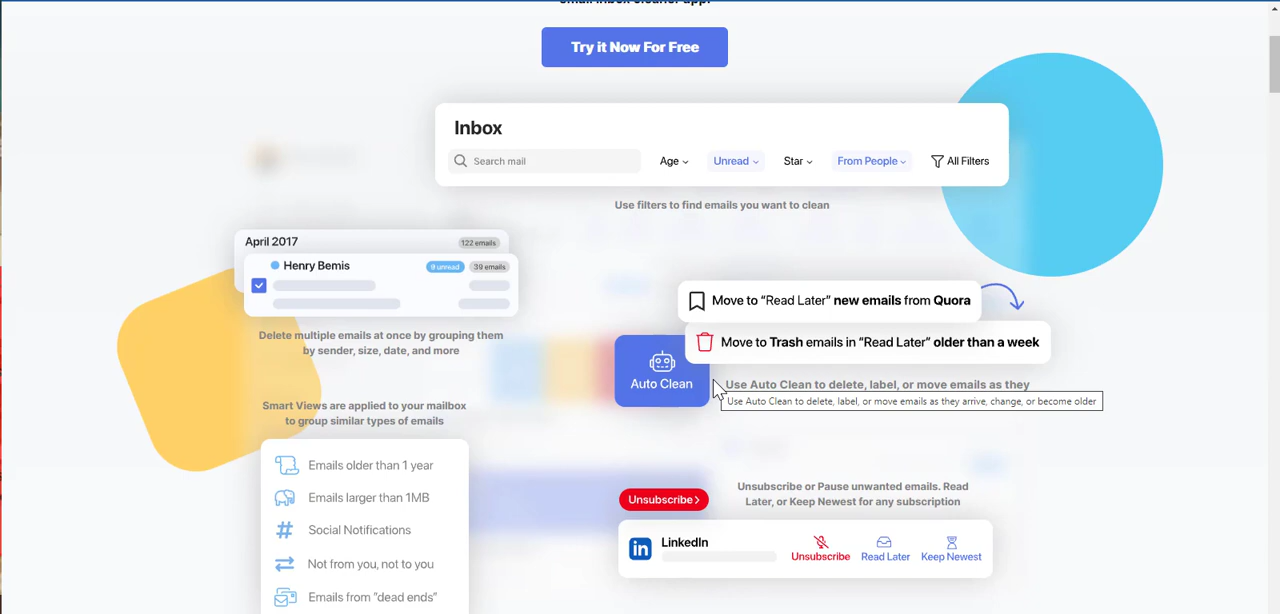 email inbox cleaner app.
Try it Now For Free
Inbox
Search mail
Age
Unread
Star
From People
All Filters
Use filters to find emails you want to clean
April 2017
122 emails
Henry Bemis
9 unread
39 emails
Delete multiple emails at once by grouping them
by sender, size, date, and more
Move to “Read Later” new emails from Quora
Move to Trash emails in “Read Later” older than a week
Auto Clean
Use Auto Clean to delete, label, or move emails as they
Use Auto Clean to delete, label, or move emails as they arrive, change, or become older
Smart Views are applied to your mailbox
to group similar types of emails
Emails older than 1 year
Emails larger than 1MB
Social Notifications
Not from you, not to you
Emails from “dead ends”
Unsubscribe or Pause unwanted emails. Read
Later, or Keep Newest for any subscription
Unsubscribe
in
LinkedIn
Unsubscribe
Read Later
Keep Newest